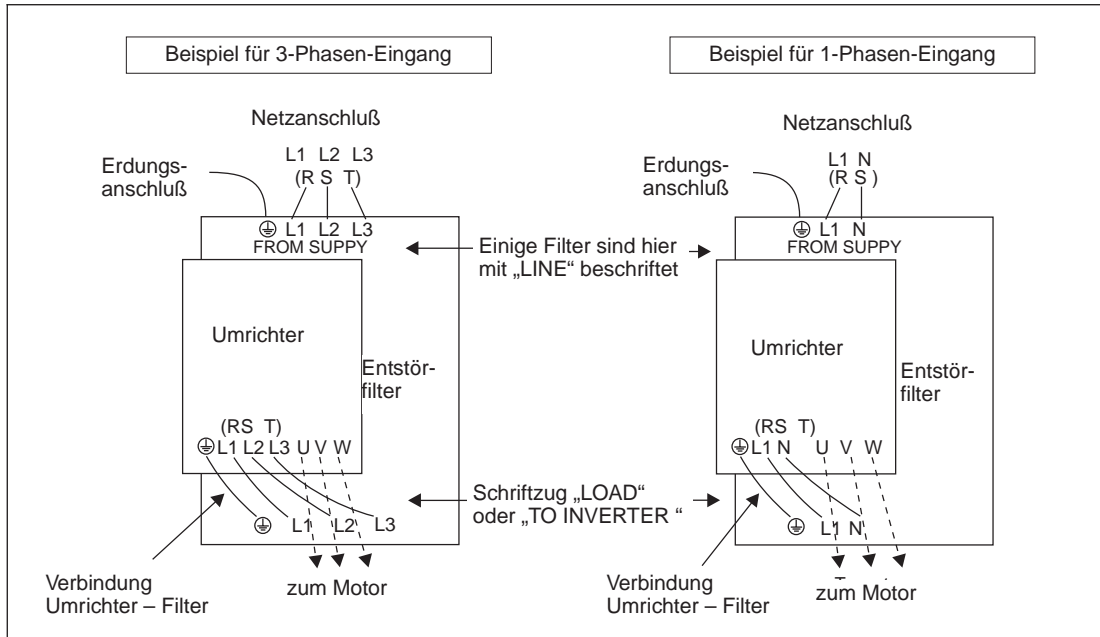 Beispiel für 3-Phasen-Eingang
Netzanschluß
L1 L2 L3
(R S T)
Erdungs-
anschluß
L1 L2 L3
FROM SUPPY
Umrichter
Entstör-
filter
(RS T)
L1 L2 L3 U V W
L1 L2 L3
Verbindung
Umrichter – Filter
zum Motor
Einige Filter sind hier
mit „LINE“ beschriftet
Schriftzug „LOAD“
oder „TO INVERTER “
Beispiel für 1-Phasen-Eingang
Netzanschluß
L1 N
(R S )
Erdungs-
anschluß
L1 N
FROM SUPPY
Umrichter
Entstör-
filter
(RS T)
L1 N U V W
L1 N
Verbindung
Umrichter – Filter
zum Motor